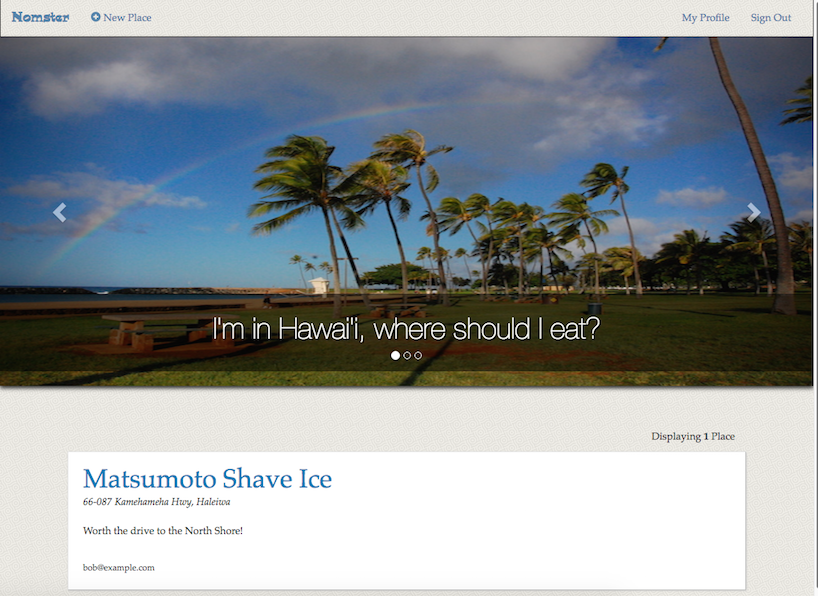 Nomster New Place My Profile Sign Out
I'm in Hawai'i, where should I eat?
Displaying 1 Place
Matsumoto Shave Ice
66-087 Kamehameha Hwy, Haleiwa
Worth the drive to the North Shore!
bob@example.com